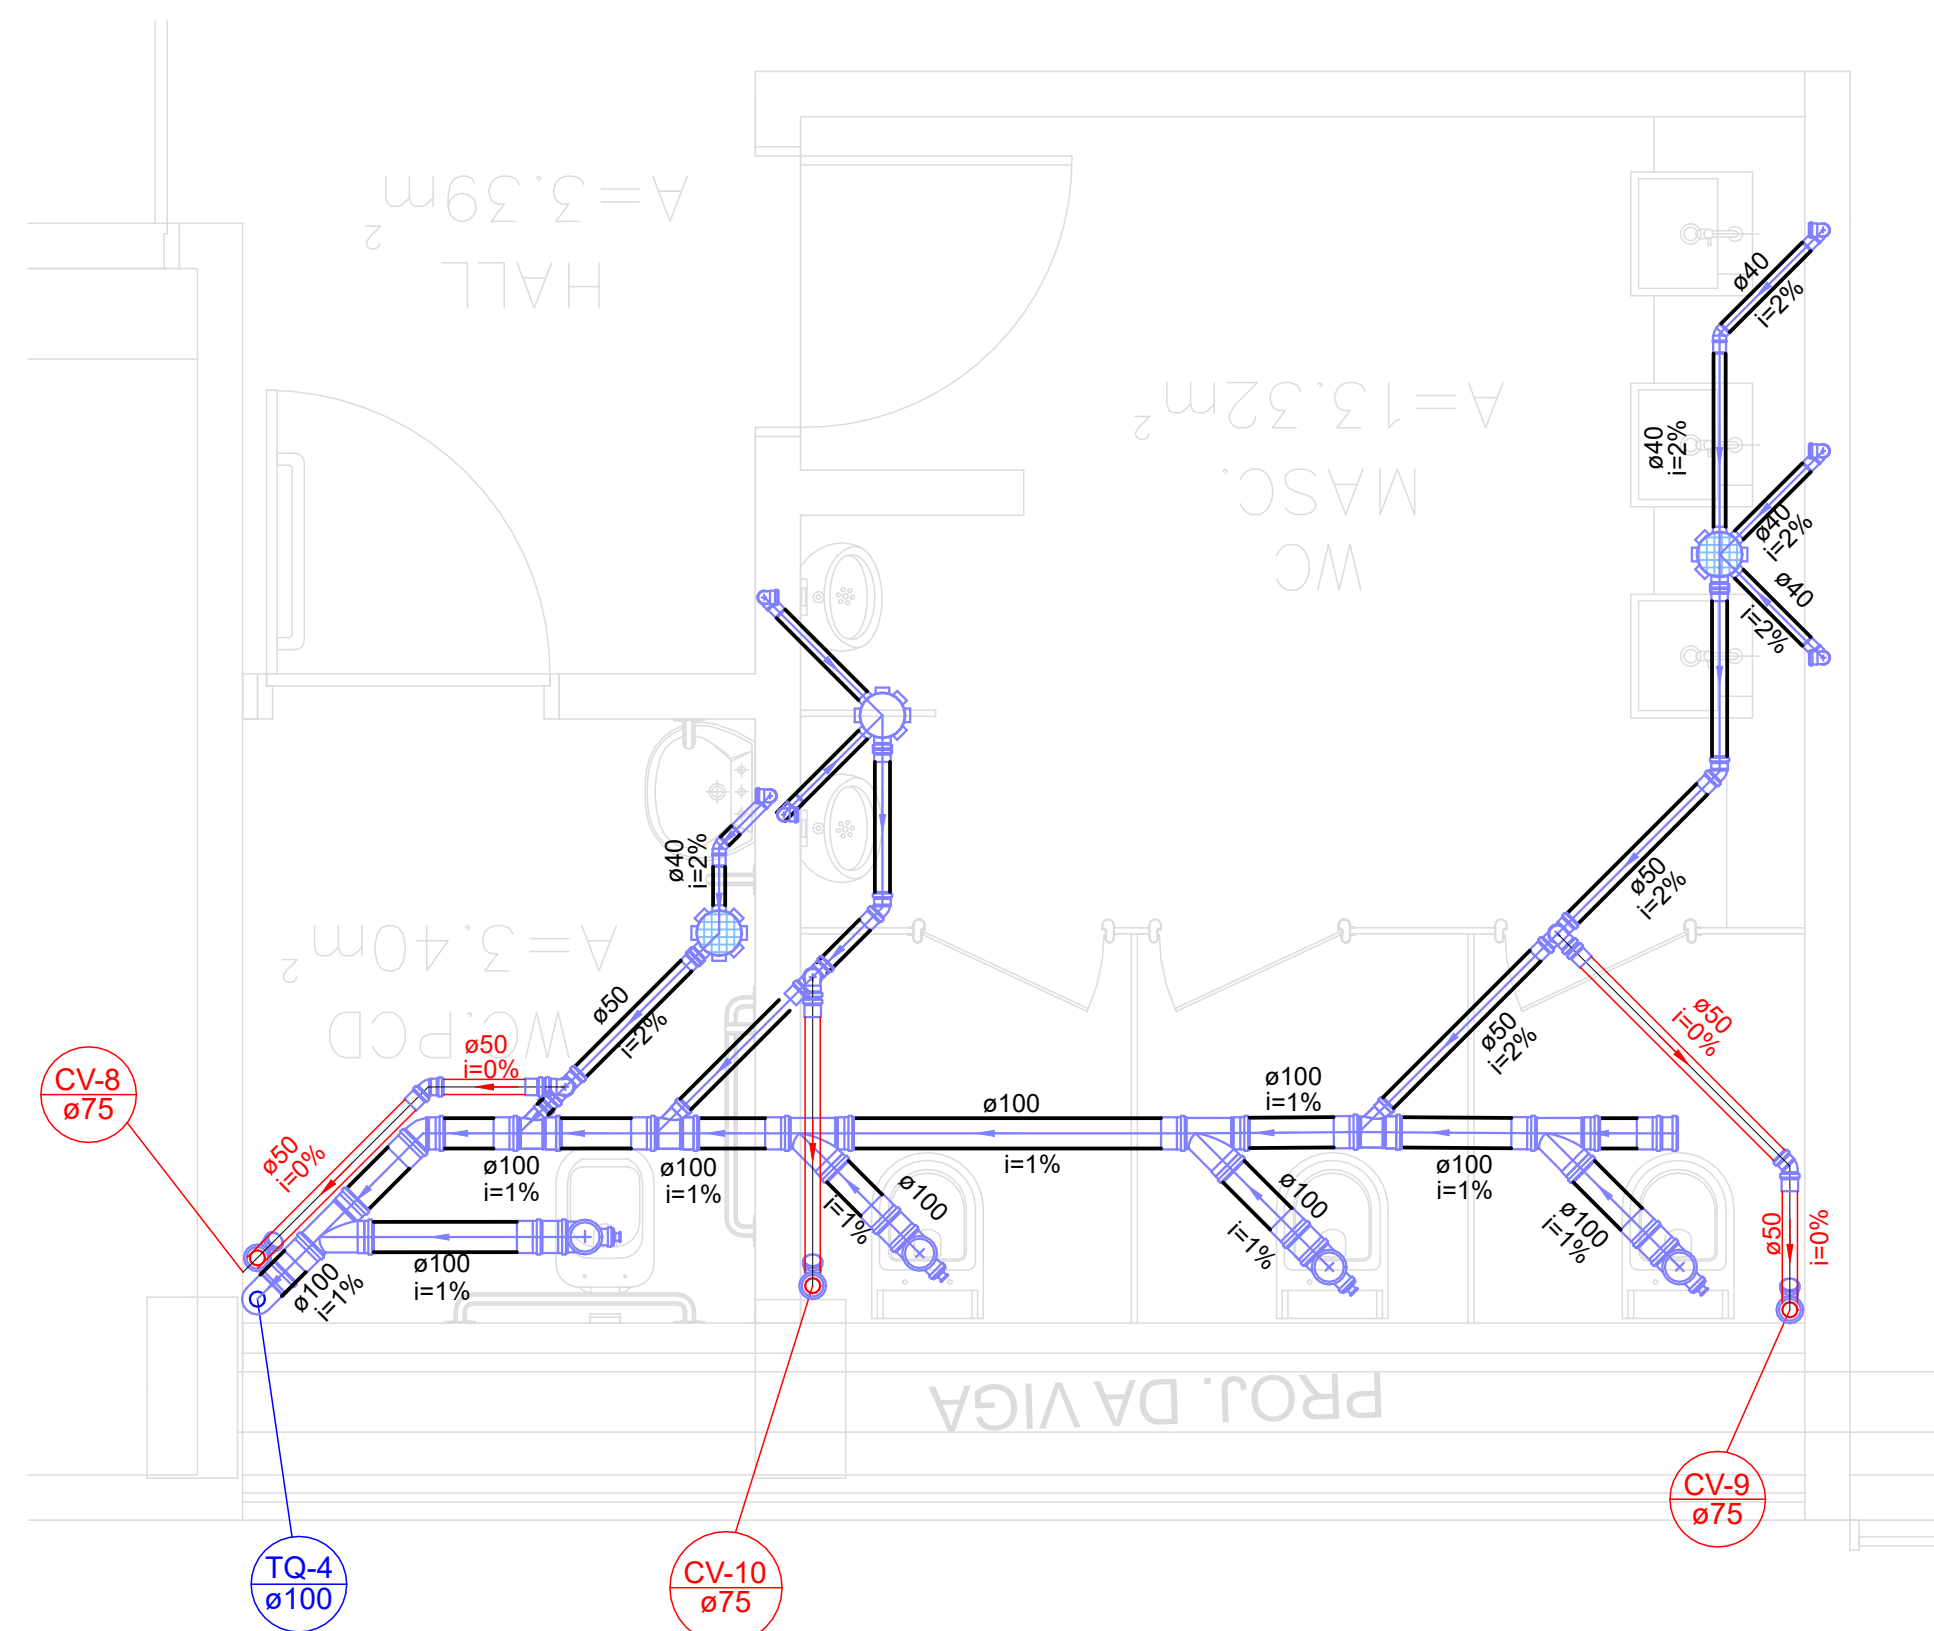 A=3.39m²
HALL
ø40
i=2%
A=13.32m²
MASC.
WC
ø40
i=2%
ø40
i=2%
ø40
i=2%
ø40
i=2%
ø50
i=2%
A=3.40m²
WC.PCD
ø50
i=2%
ø50
i=0%
ø50
i=2%
ø50
i=0%
CV-8
ø75
ø50
i=0%
ø100
i=1%
ø100
i=1%
ø100
i=1%
ø100
i=1%
ø100
i=1%
ø100
i=1%
ø100
i=1%
ø100
i=1%
ø100
i=1%
ø100
i=1%
ø50
i=0%
PROJ. DA VIGA
CV-9
ø75
TQ-4
ø100
CV-10
ø75